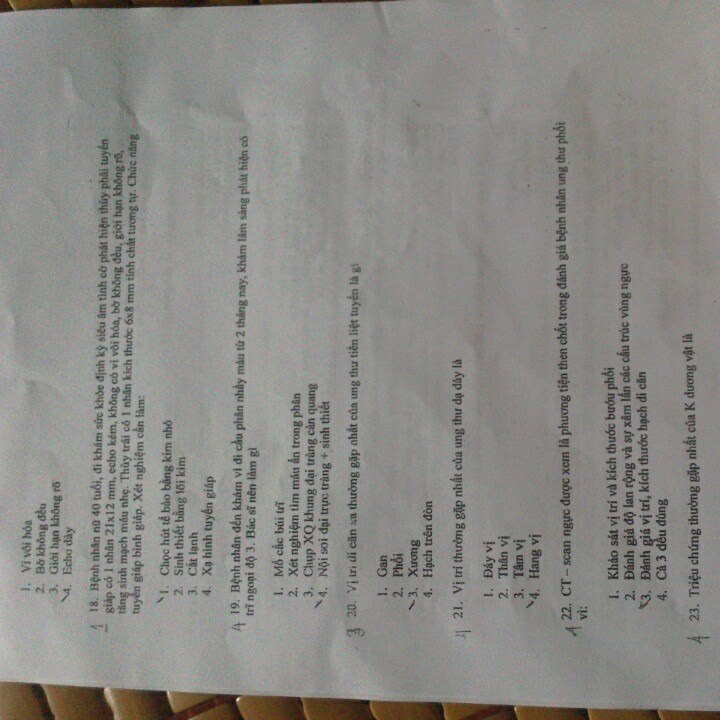 1. Vi vôi hóa
2. Bờ không đều
3. Giới hạn không rõ
4. Echo dày
18. Bệnh nhân nữ 40 tuổi, đi khám sức khỏe định kỳ siêu âm tình cờ phát hiện thùy phải tuyến
giáp có 1 nhân 21x12 mm, echo kém, không có vi vôi hóa, bờ không đều, giới hạn không rõ,
tăng sinh mạch máu nhẹ. Thùy trái có 1 nhân kích thước 6x8 mm tính chất tương tự. Chức năng
tuyến giáp bình giáp. Xét nghiệm cần làm:
1. Chọc hút tế bào bằng kim nhỏ
2. Sinh thiết bằng lõi kim
3. Cắt lạnh
4. Xạ hình tuyến giáp
4 19. Bệnh nhân đến khám vì đi cầu phân nhầy máu từ 2 tháng nay, khám lâm sàng phát hiện có
trĩ ngoại độ 3. Bác sĩ nên làm gì
1. Mổ cắc búi trĩ
2. Xét nghiệm tìm máu ẩn trong phân
3. Chụp XQ khung đại tràng cản quang
4. Nội soi đại trực tràng + sinh thiết
3 20. Vị trí di căn xa thường gặp nhất của ung thư tiền liệt tuyến là gì
1. Gan
2. Phổi
3. Xương
4. Hạch trên đòn
4 21. Vị trí thường gặp nhất của ung thư dạ dày là
1. Đáy vị
2. Thân vị
3. Tâm vị
4. Hang vị
22. CT – scan ngực được xem là phương tiện then chốt trong đánh giá bệnh nhân ung thư phổi
vì:
1. Khảo sát vị trí và kích thước bướu phổi
2. Đánh giá độ lan rộng và sự xâm lấn các cấu trúc vùng ngực
3. Đánh giá vị trí, kích thước hạch di căn
4. Cả 3 đều đúng
23. Triệu chứng thường gặp nhất của K dương vật là